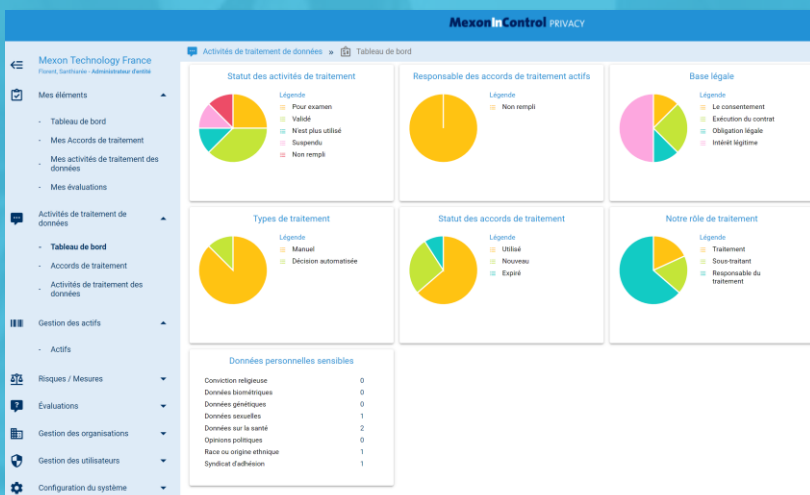 MexonInControl PRIVACY
Mexon Technology France
Florent, Santhiarée - Administrateur d'entité
Mes éléments
- Tableau de bord
- Mes Accords de traitement
- Mes activités de traitement des
données
- Mes évaluations
Activités de traitement de
données
- Tableau de bord
- Accords de traitement
- Activités de traitement des
données
Gestion des actifs
- Actifs
Risques / Mesures
Évaluations
Gestion des organisations
Gestion des utilisateurs
Configuration du système
Activités de traitement de données » Tableau de bord
Statut des activités de traitement
Légende
Pour examen
Validé
N'est plus utilisé
Suspendu
Non rempli
Responsable des accords de traitement actifs
Légende
Non rempli
Base légale
Légende
Le consentement
Exécution du contrat
Obligation légale
Intérêt légitime
Types de traitement
Légende
Manuel
Décision automatisée
Statut des accords de traitement
Légende
Utilisé
Nouveau
Expiré
Notre rôle de traitement
Légende
Traitement
Sous-traitant
Responsable du
traitement
Données personnelles sensibles
Conviction religieuse 0
Données biométriques 0
Données génétiques 0
Données sexuelles 1
Données sur la santé 2
Opinions politiques 0
Race ou origine ethnique 1
Syndicat d'adhésion 1